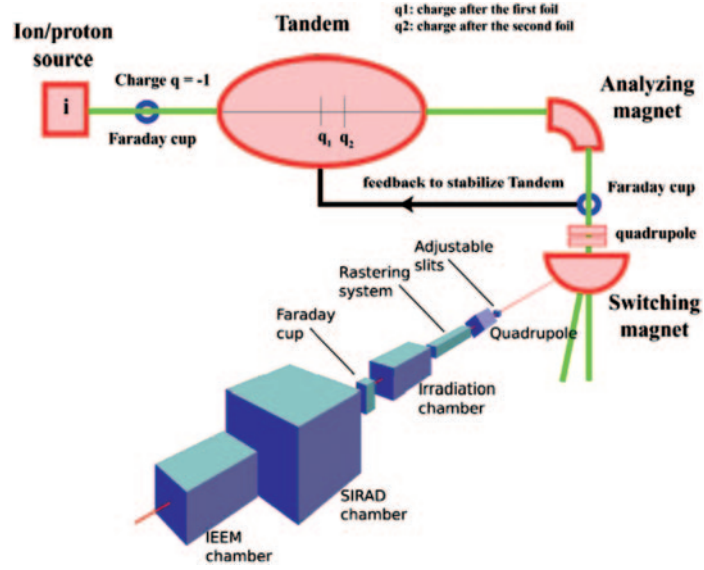 q1: charge after the first foil
q2: charge after the second foil
Ion/proton
source
Tandem
Charge q = -1
Analyzing
magnet
i
Faraday cup
q1 q2
feedback to stabilize Tandem
Faraday cup
quadrupole
Adjustable
slits
Rastering
system
Faraday
cup
Quadrupole
Switching
magnet
Irradiation
chamber
SIRAD
chamber
IEEM
chamber